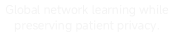 Global network learning while
preserving patient privacy.